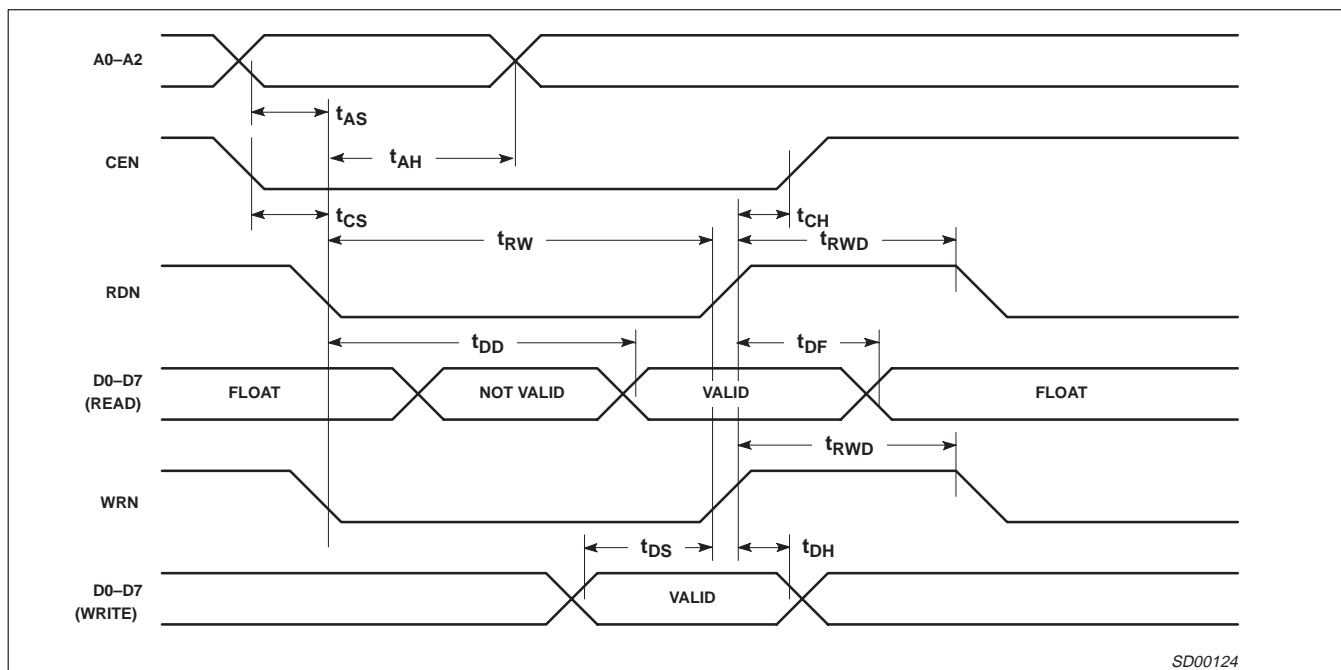 A0–A2
tAS
CEN
tAH
tCS
tCH
tRW
tRWD
RDN
tDD
tDF
D0–D7
(READ)
FLOAT
NOT VALID
VALID
FLOAT
tRWD
WRN
tDS
tDH
D0–D7
(WRITE)
VALID
SD00124